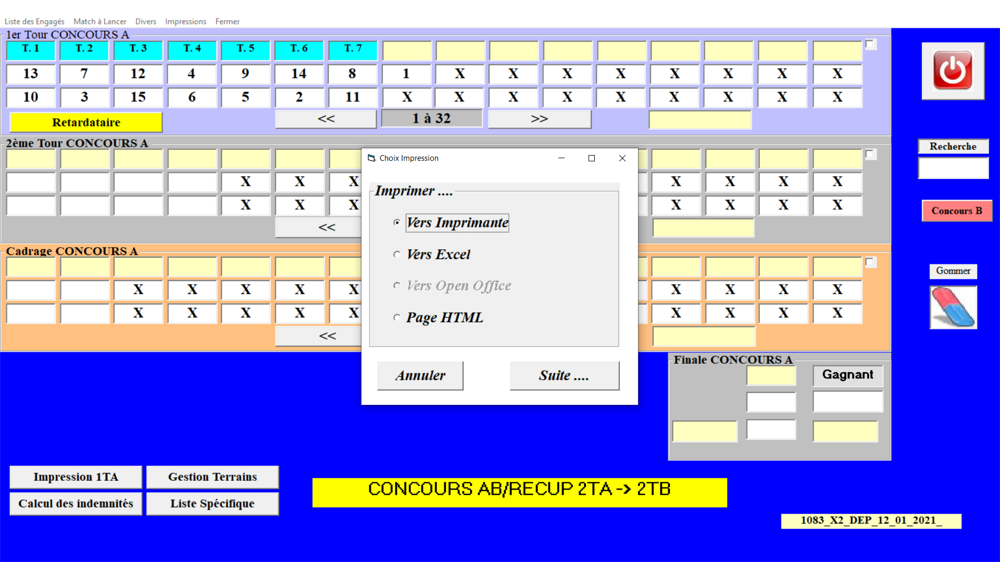 Liste des Engagés Match à Lancer Divers Impressions Fermer
1er Tour CONCOURS A
T. 1 T. 2 T. 3 T. 4 T. 5 T. 6 T. 7
13 7 12 4 9 14 8 1 X X X X X X X X
10 3 15 6 5 2 11 X X X X X X X X X
Retardataire << 1 à 32 >>
2ème Tour CONCOURS A
X X X X X X X
X X X X X X X
<<
Cadrage CONCOURS A
X X X X X X X X X
X X X X X X X X X
<<
Choix Impression
Imprimer ....
Vers Imprimante
Vers Excel
Vers Open Office
Page HTML
Annuler Suite ....
Recherche
Concours B
Gommer
Finale CONCOURS A
Gagnant
Impression 1TA Gestion Terrains
Calcul des indemnités Liste Spécifique
CONCOURS AB/RECUP 2TA -> 2TB
1083_X2_DEP_12_01_2021_